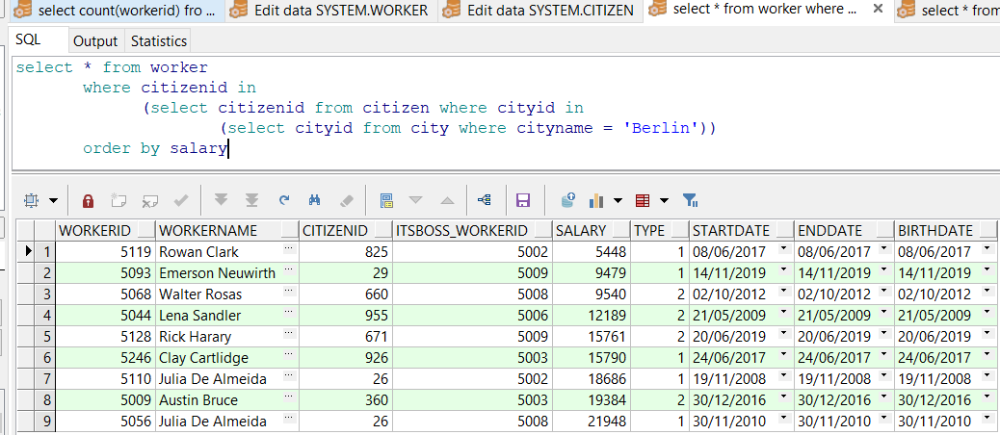 select count(workerid) fro ... Edit data SYSTEM.WORKER Edit data SYSTEM.CITIZEN select * from worker where ... select * from
SQL Output Statistics
select * from worker
where citizenid in
(select citizenid from citizen where cityid in
(select cityid from city where cityname = 'Berlin'))
order by salary
WORKERID WORKERNAME CITIZENID ITSBOSS_WORKERID SALARY TYPE STARTDATE ENDDATE BIRTHDATE
1 5119 Rowan Clark ... 825 5002 5448 1 08/06/2017 08/06/2017 08/06/2017
2 5093 Emerson Neuwirth ... 29 5009 9479 1 14/11/2019 14/11/2019 14/11/2019
3 5068 Walter Rosas ... 660 5008 9540 2 02/10/2012 02/10/2012 02/10/2012
4 5044 Lena Sandler ... 955 5006 12189 2 21/05/2009 21/05/2009 21/05/2009
5 5128 Rick Harary ... 671 5009 15761 2 20/06/2019 20/06/2019 20/06/2019
6 5246 Clay Cartlidge ... 926 5003 15790 1 24/06/2017 24/06/2017 24/06/2017
7 5110 Julia De Almeida ... 26 5002 18686 1 19/11/2008 19/11/2008 19/11/2008
8 5009 Austin Bruce ... 360 5003 19384 2 30/12/2016 30/12/2016 30/12/2016
9 5056 Julia De Almeida ... 26 5008 21948 1 30/11/2010 30/11/2010 30/11/2010